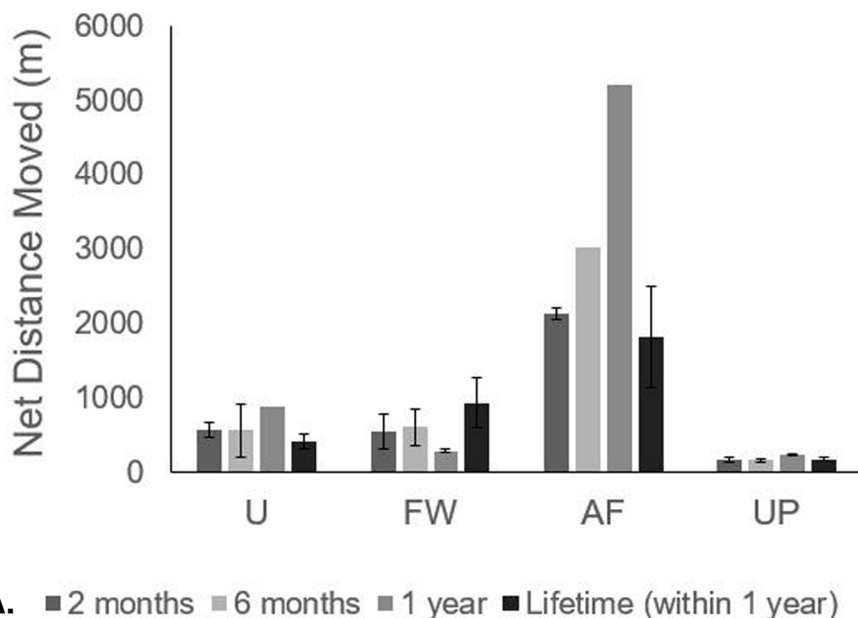 Net Distance Moved (m)
6000
5000
4000
3000
2000
1000
0
U FW AF UP
A. 2 months 6 months 1 year Lifetime (within 1 year)